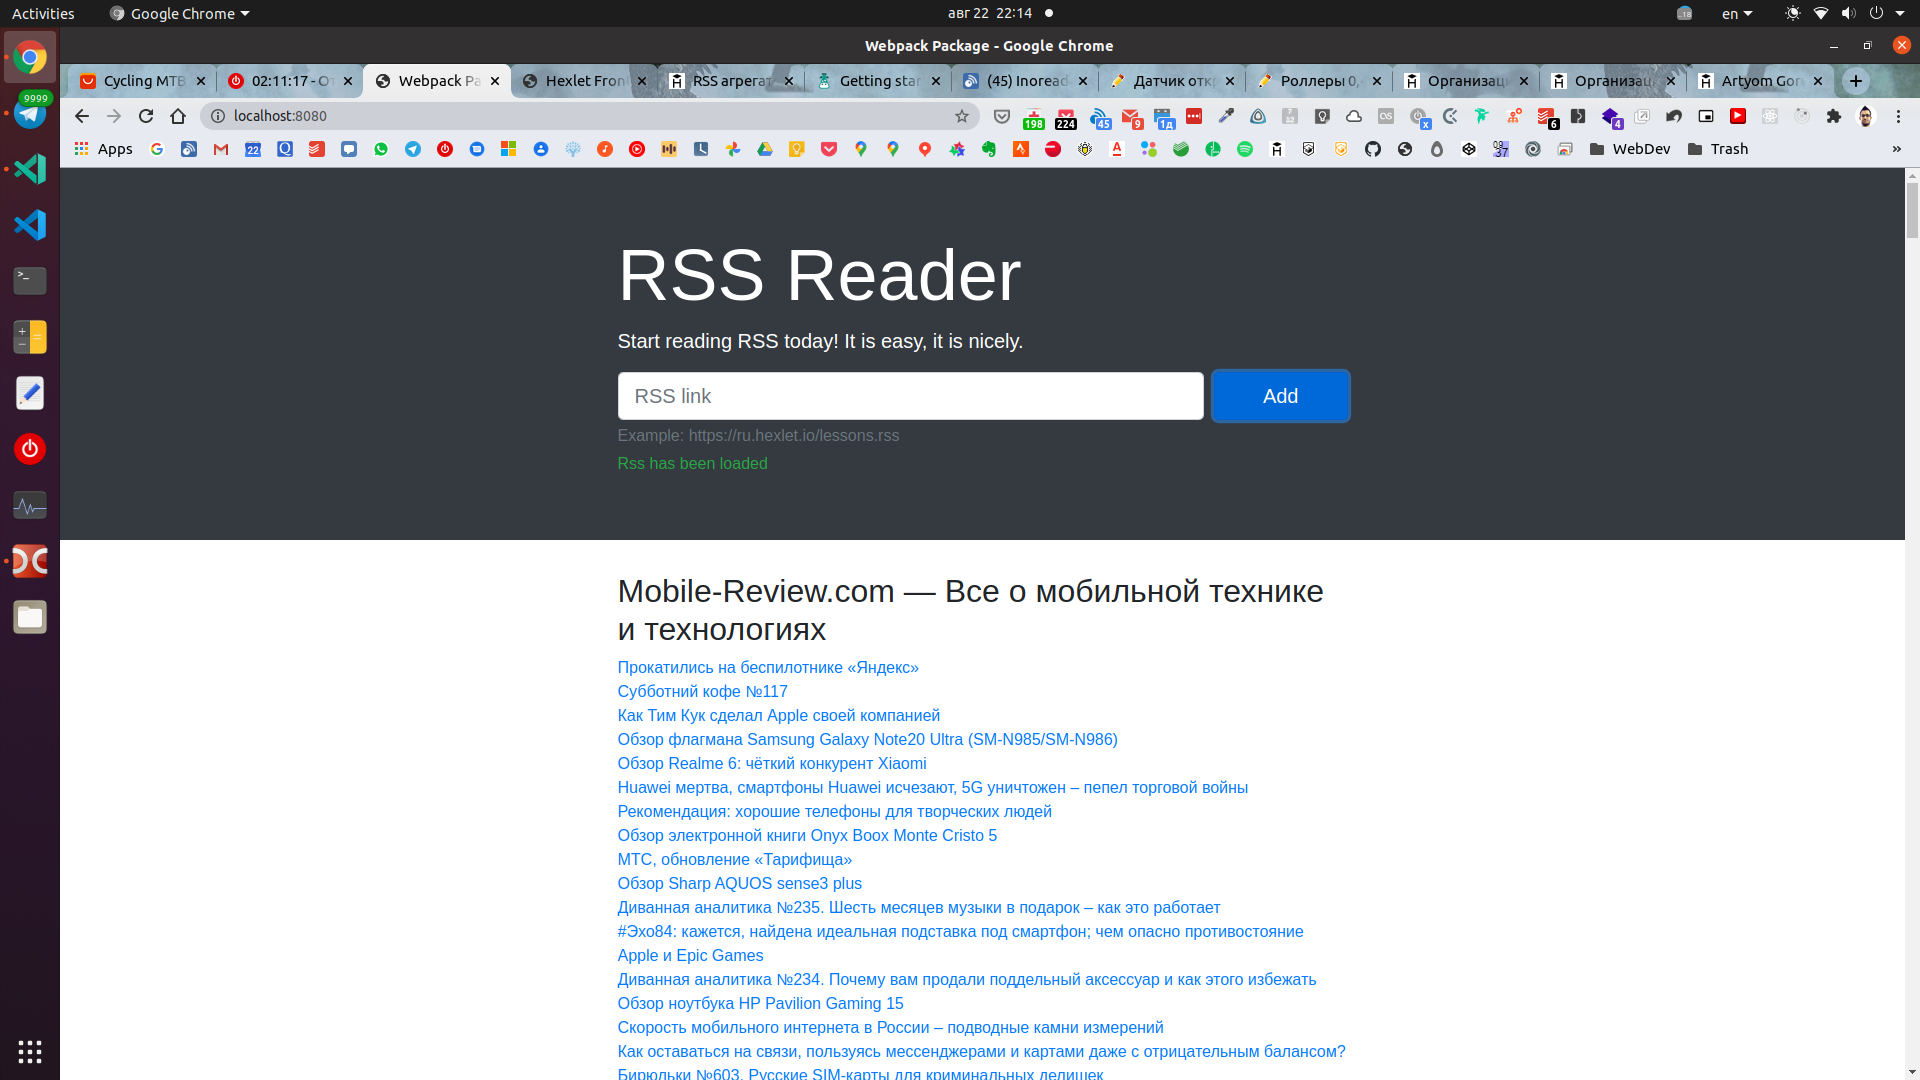 Activities
Google Chrome
авг 22 22:14
en
Webpack Package - Google Chrome
9999
Cycling MTB
02:11:17 - От
Webpack Pa
Hexlet Fron
RSS агрегат
Getting star
(45) Inoread
Датчик откр
Роллеры 0,
Организаци
Организац
Artyom Gor
localhost:8080
198
224
45
9
1д
x
6
4
Apps
22
WebDev
Trash
»
RSS Reader
Start reading RSS today! It is easy, it is nicely.
RSS link
Add
Example: https://ru.hexlet.io/lessons.rss
Rss has been loaded
Mobile-Review.com — Все о мобильной технике
и технологиях
Прокатились на беспилотнике «Яндекс»
Субботний кофе №117
Как Тим Кук сделал Apple своей компанией
Обзор флагмана Samsung Galaxy Note20 Ultra (SM-N985/SM-N986)
Обзор Realme 6: чёткий конкурент Xiaomi
Huawei мертва, смартфоны Huawei исчезают, 5G уничтожен – пепел торговой войны
Рекомендация: хорошие телефоны для творческих людей
Обзор электронной книги Onyx Boox Monte Cristo 5
МТС, обновление «Тарифища»
Обзор Sharp AQUOS sense3 plus
Диванная аналитика №235. Шесть месяцев музыки в подарок – как это работает
#Эхо84: кажется, найдена идеальная подставка под смартфон; чем опасно противостояние
Apple и Epic Games
Диванная аналитика №234. Почему вам продали поддельный аксессуар и как этого избежать
Обзор ноутбука HP Pavilion Gaming 15
Скорость мобильного интернета в России – подводные камни измерений
Как оставаться на связи, пользуясь мессенджерами и картами даже с отрицательным балансом?
Бирюльки №603. Русские SIM-карты для криминальных делишек